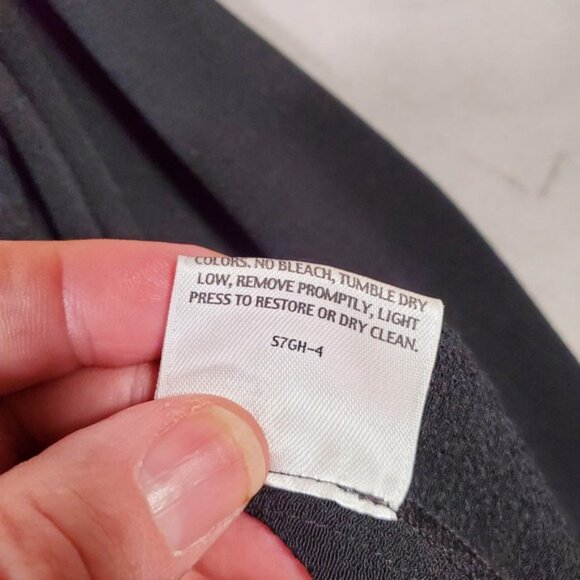 COLORS. NO BLEACH, TUMBLE DRY
LOW, REMOVE PROMPTLY, LIGHT
PRESS TO RESTORE OR DRY CLEAN.
S7GH-4